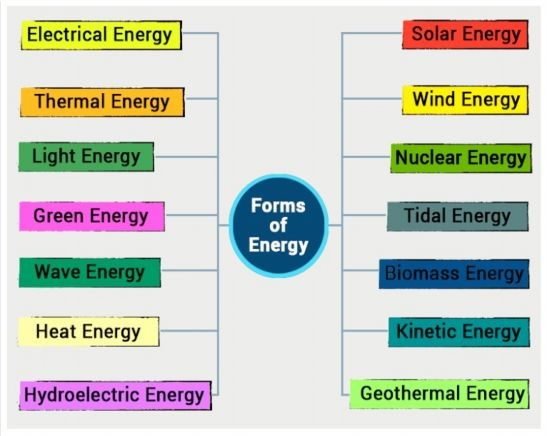 Electrical Energy
Thermal Energy
Light Energy
Green Energy
Wave Energy
Heat Energy
Hydroelectric Energy
Forms
of
Energy
Solar Energy
Wind Energy
Nuclear Energy
Tidal Energy
Biomass Energy
Kinetic Energy
Geothermal Energy